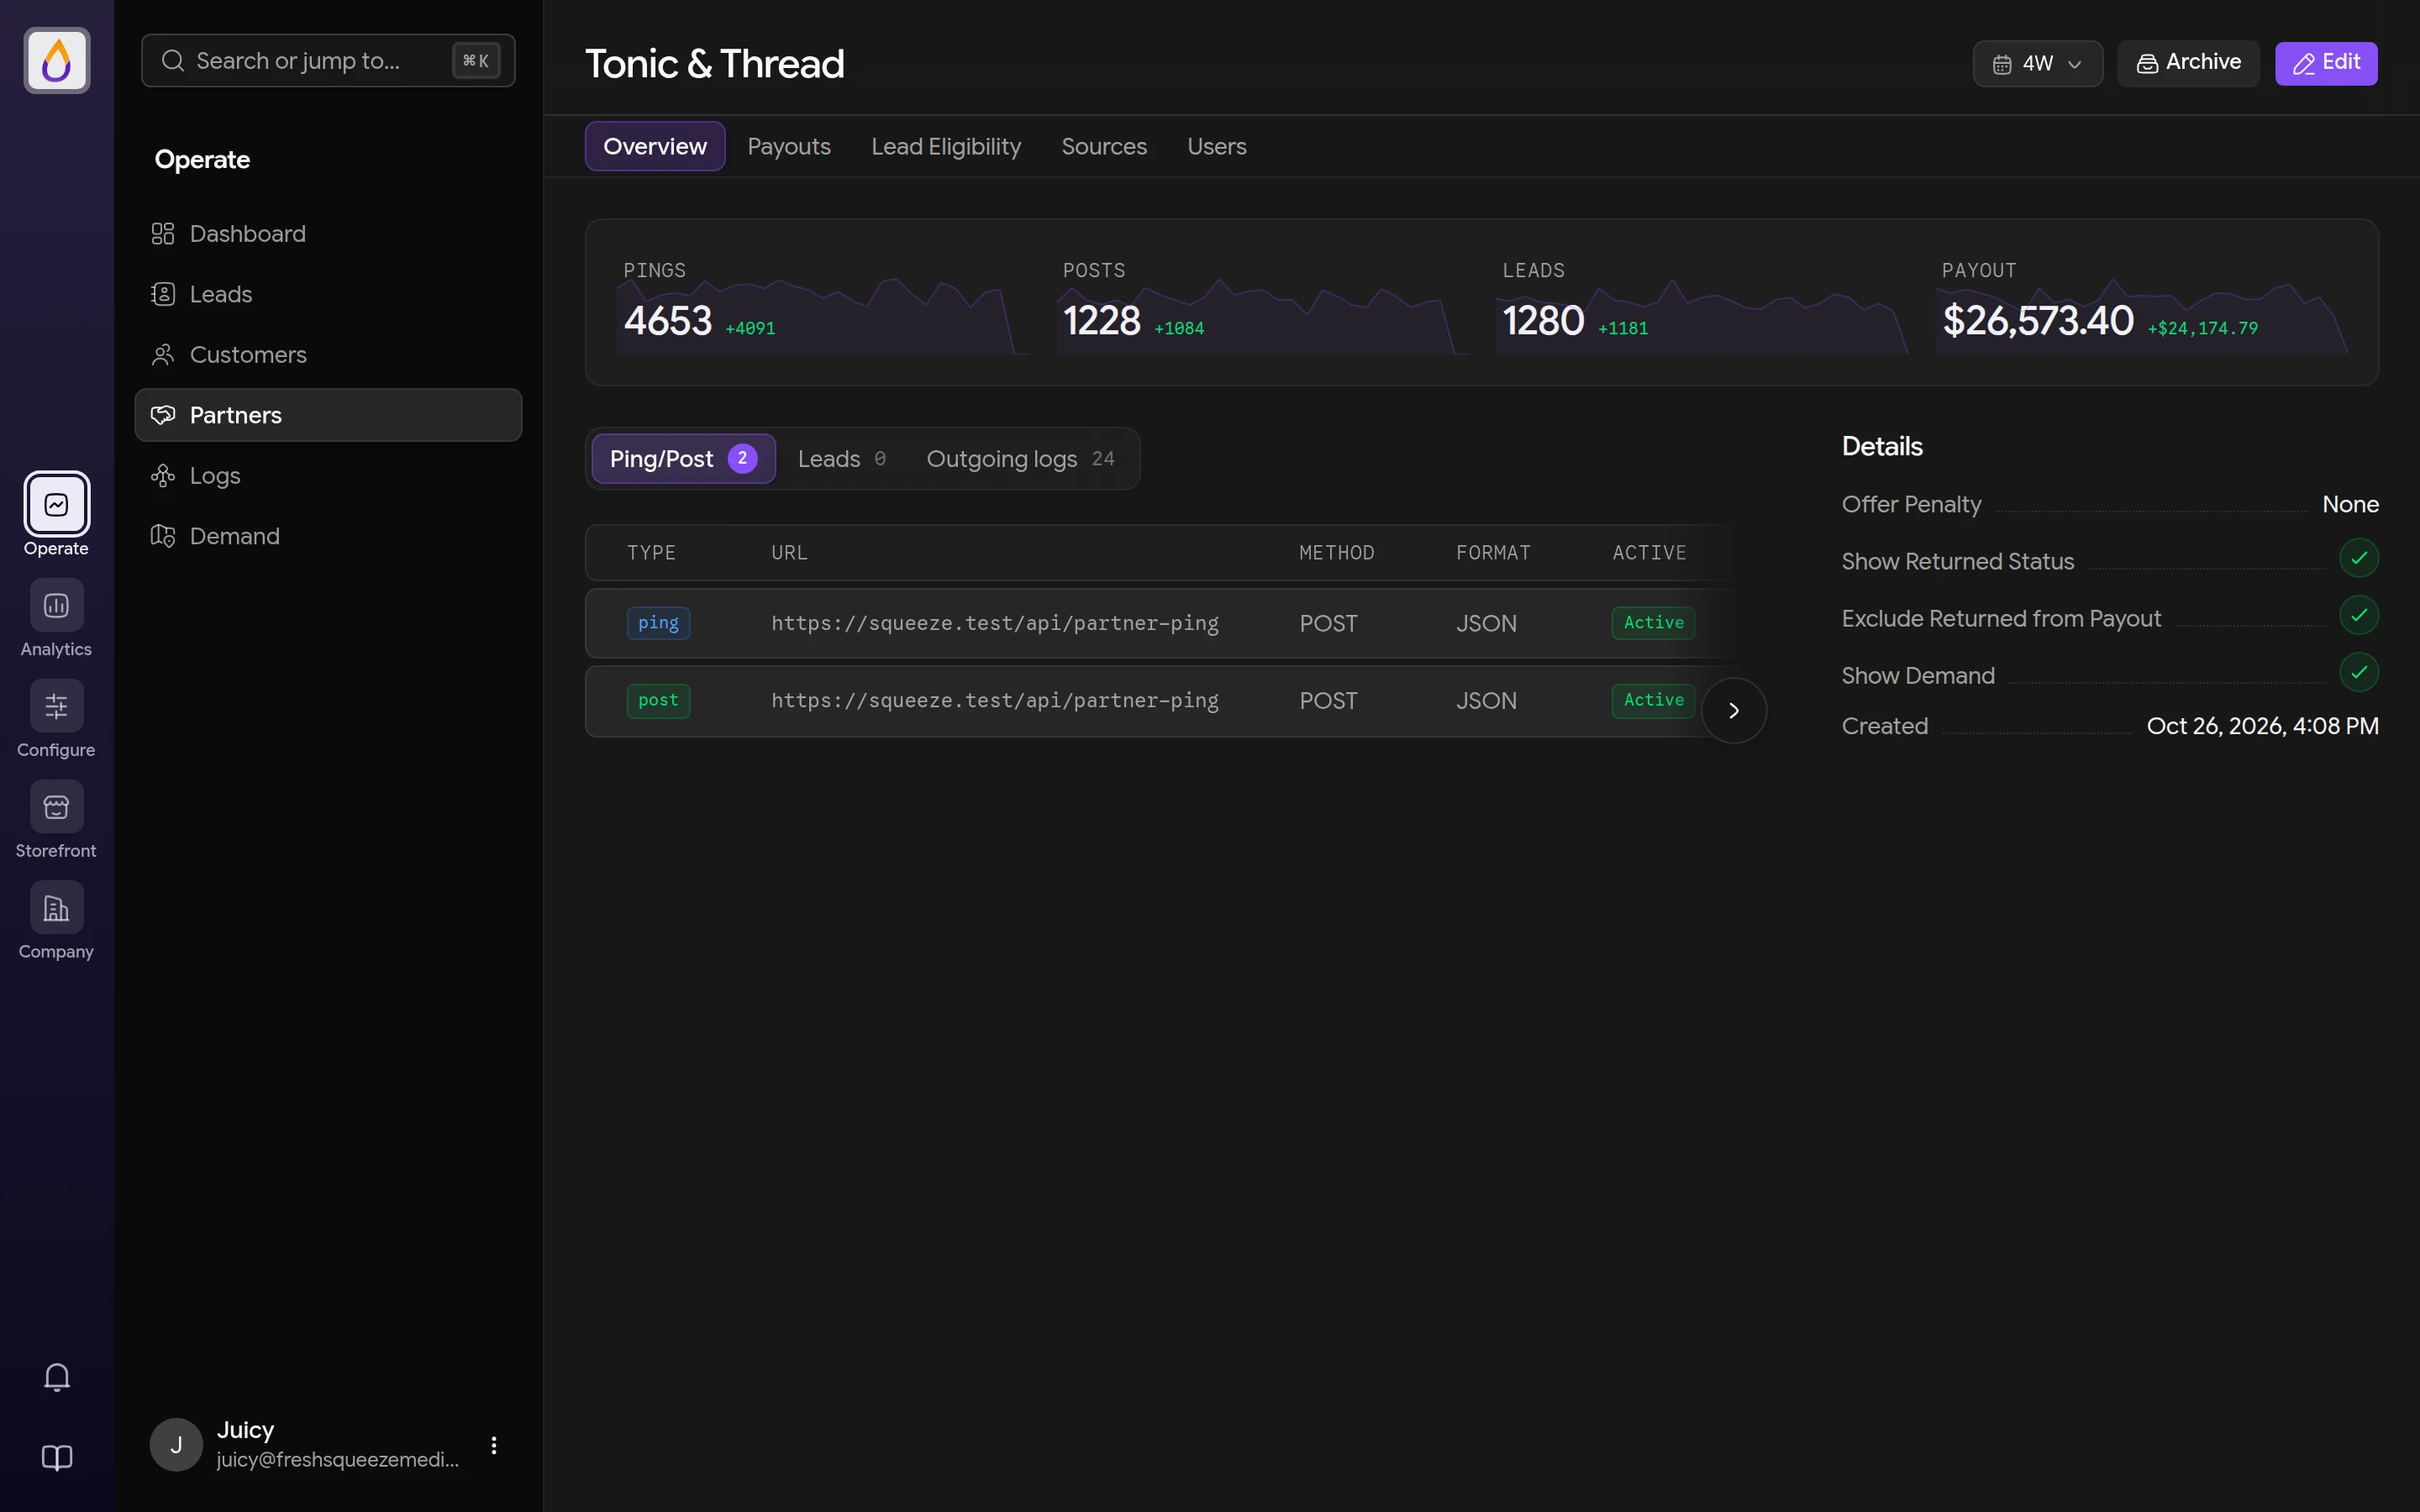 Search or jump to...
⌘K
Operate
Dashboard
Leads
Customers
Partners
Logs
Demand
Operate
Analytics
Configure
Storefront
Company
J
Juicy
juicy@freshsqueezemedi...
Tonic & Thread
4W
Archive
Edit
Overview
Payouts
Lead Eligibility
Sources
Users
PINGS
4653 +4091
POSTS
1228 +1084
LEADS
1280 +1181
PAYOUT
$26,573.40 +$24,174.79
Ping/Post 2
Leads 0
Outgoing logs 24
TYPE URL METHOD FORMAT ACTIVE
ping https://squeeze.test/api/partner-ping POST JSON Active
post https://squeeze.test/api/partner-ping POST JSON Active
Details
Offer Penalty None
Show Returned Status
Exclude Returned from Payout
Show Demand
Created Oct 26, 2026, 4:08 PM